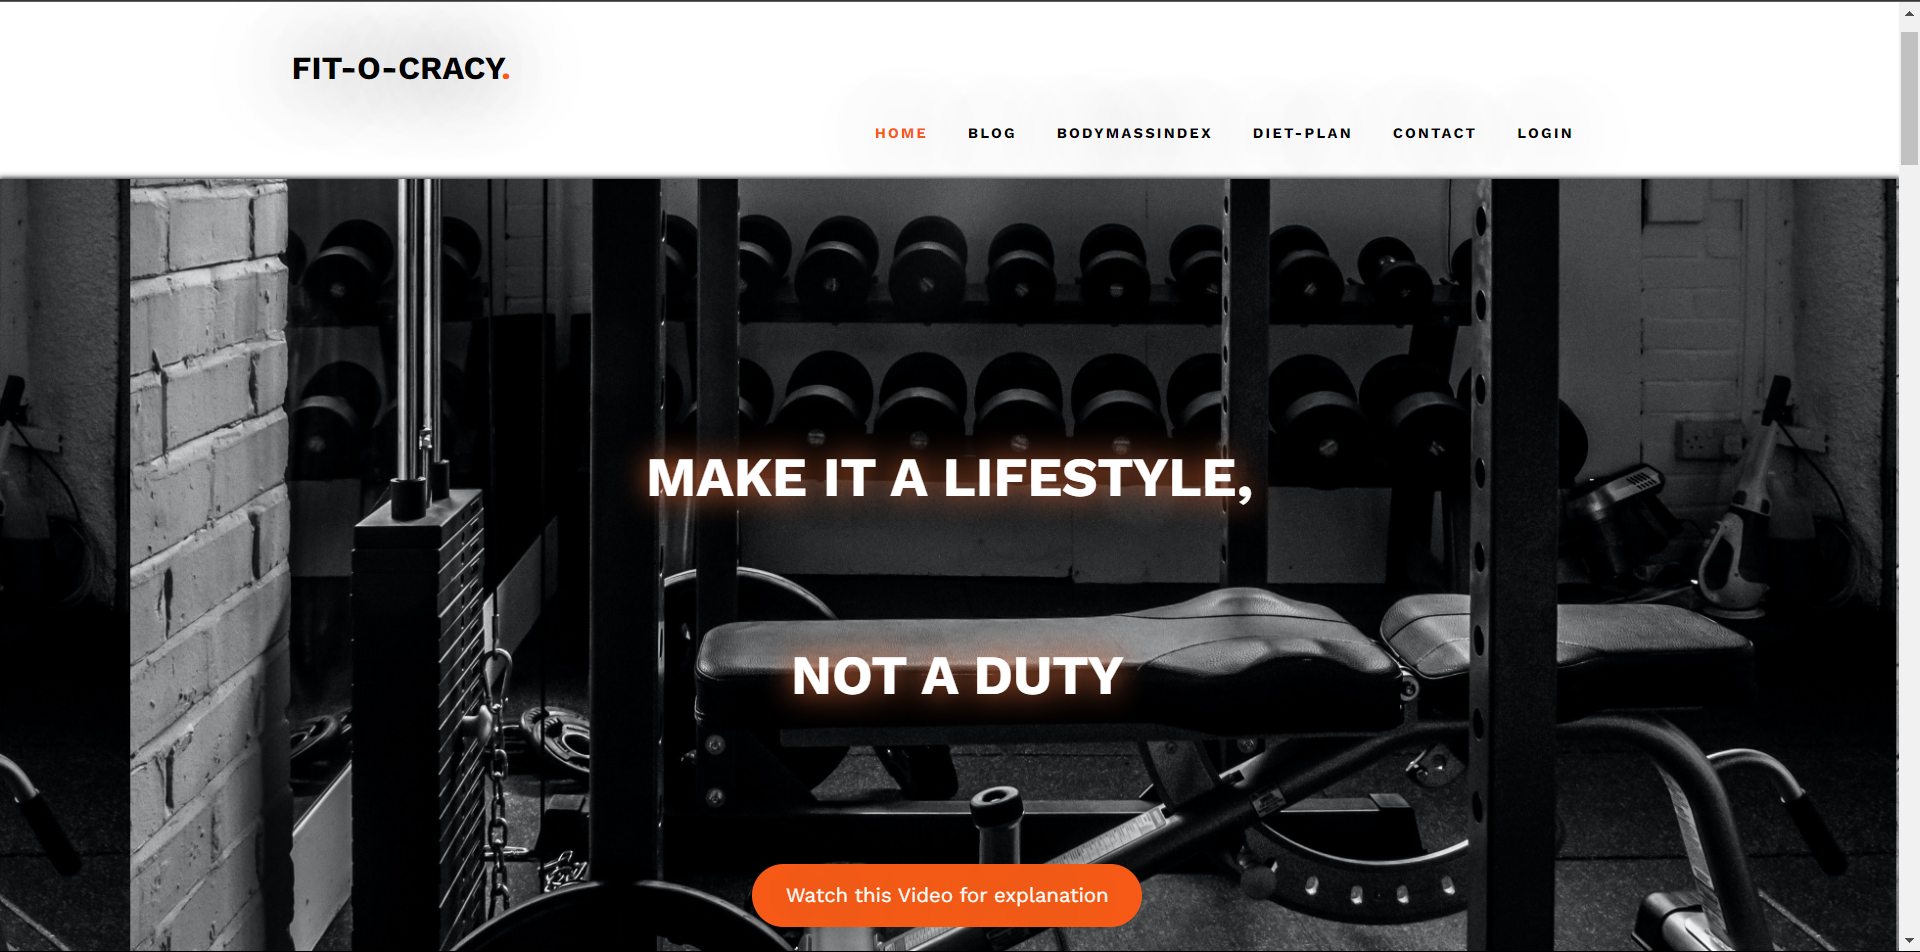 FIT-O-CRACY.
HOME BLOG BODYMASSINDEX DIET-PLAN CONTACT LOGIN
MAKE IT A LIFESTYLE,
NOT A DUTY
Watch this Video for explanation